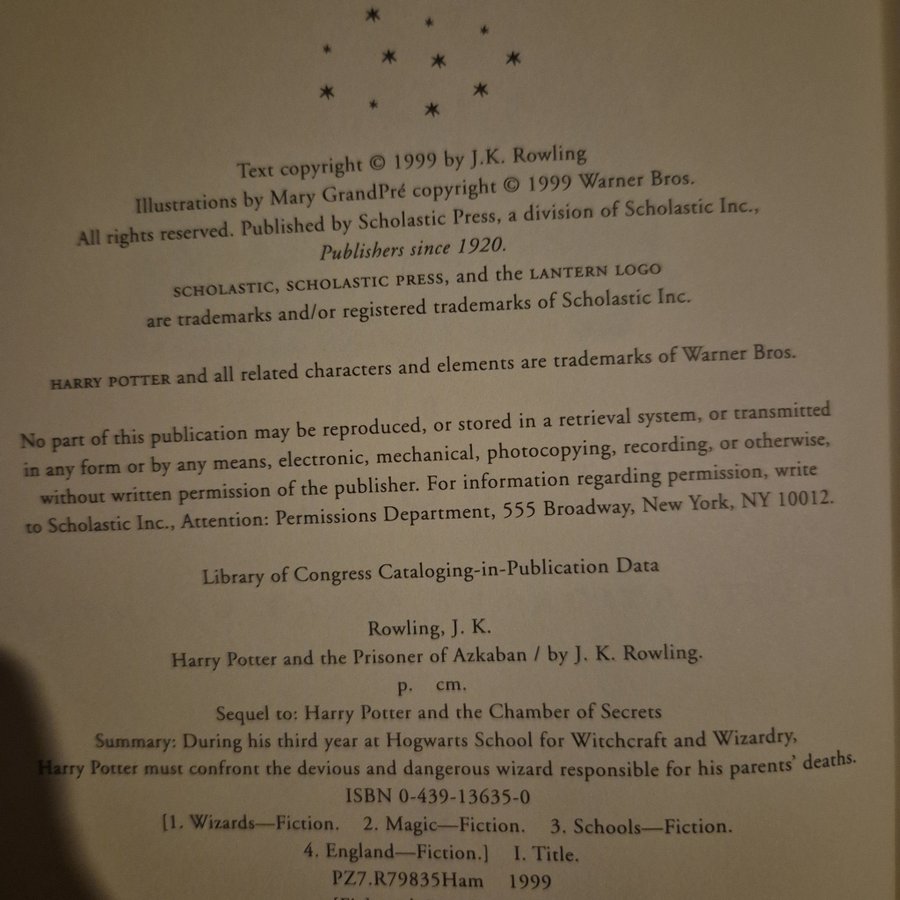 Text copyright © 1999 by J.K. Rowling
Illustrations by Mary GrandPré copyright © 1999 Warner Bros.
All rights reserved. Published by Scholastic Press, a division of Scholastic Inc.,
Publishers since 1920.
SCHOLASTIC, SCHOLASTIC PRESS, and the LANTERN LOGO
are trademarks and/or registered trademarks of Scholastic Inc.
HARRY POTTER and all related characters and elements are trademarks of Warner Bros.
No part of this publication may be reproduced, or stored in a retrieval system, or transmitted
in any form or by any means, electronic, mechanical, photocopying, recording, or otherwise,
without written permission of the publisher. For information regarding permission, write
to Scholastic Inc., Attention: Permissions Department, 555 Broadway, New York, NY 10012.
Library of Congress Cataloging-in-Publication Data
Rowling, J. K.
Harry Potter and the Prisoner of Azkaban / by J. K. Rowling.
p. cm.
Sequel to: Harry Potter and the Chamber of Secrets
Summary: During his third year at Hogwarts School for Witchcraft and Wizardry,
Harry Potter must confront the devious and dangerous wizard responsible for his parents' deaths.
ISBN 0-439-13635-0
[1. Wizards—Fiction. 2. Magic—Fiction. 3. Schools—Fiction.
4. England—Fiction.] I. Title.
PZ7.R79835Ham 1999